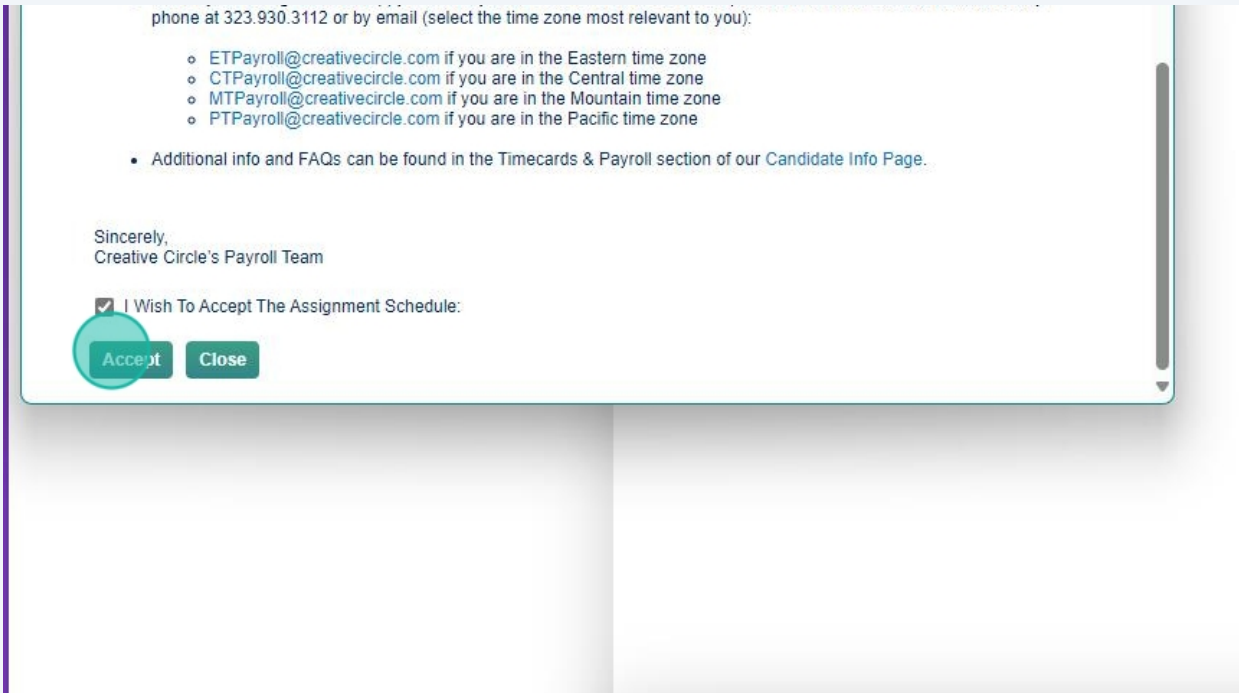 phone at 323.930.3112 or by email (select the time zone most relevant to you):
ETPayroll@creativecircle.com if you are in the Eastern time zone
CTPayroll@creativecircle.com if you are in the Central time zone
MTPayroll@creativecircle.com if you are in the Mountain time zone
PTPayroll@creativecircle.com if you are in the Pacific time zone
Additional info and FAQs can be found in the Timecards & Payroll section of our Candidate Info Page.
Sincerely,
Creative Circle's Payroll Team
I Wish To Accept The Assignment Schedule:
Accept Close